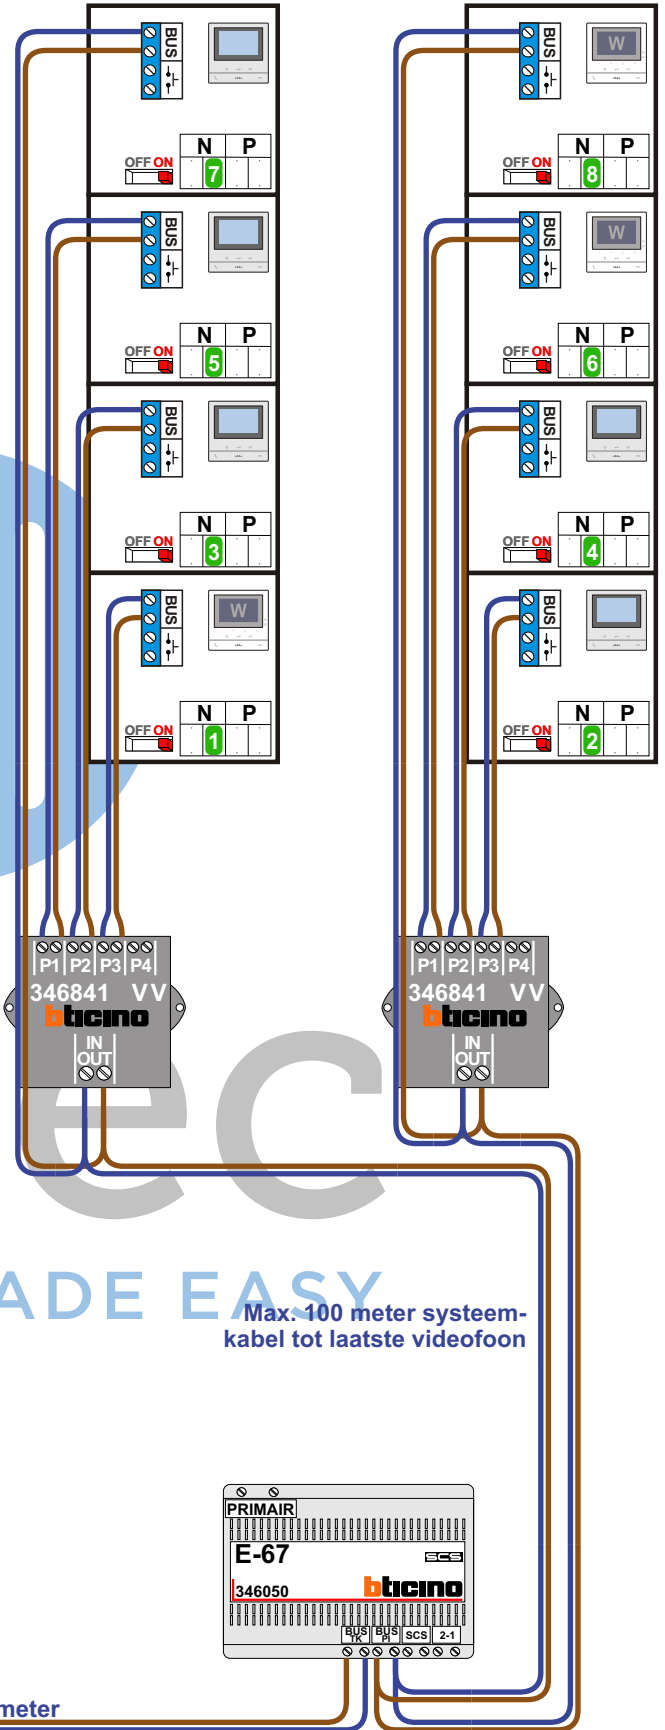 BUS
BUS
W
N P
N P
OFF ON
7
OFF ON
8
BUS
BUS
W
N P
N P
OFF ON
5
OFF ON
6
BUS
BUS
N P
N P
OFF ON
3
OFF ON
4
BUS
W
BUS
N P
N P
OFF ON
1
OFF ON
2
P1 P2 P3 P4
P1 P2 P3 P4
346841 VV
346841 VV
bticino
bticino
IN
OUT
IN
OUT
ec
ADE EASY
Max. 100 meter systeem-
kabel tot laatste videofoon
PRIMAIR
E-67
SCS
346050
bticino
BUS
TK
BUS
PI
SCS
2-1
meter